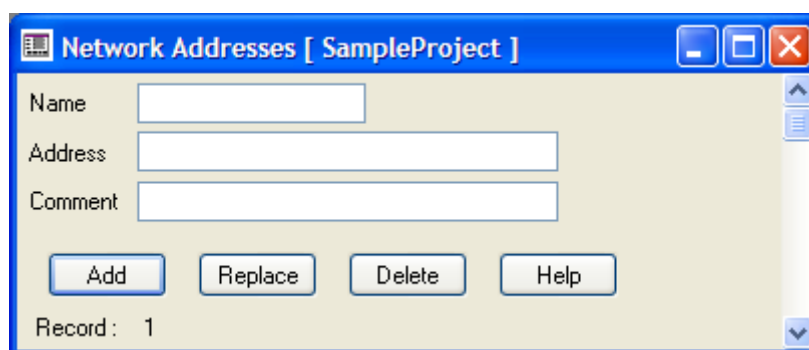 Network Addresses [ SampleProject ]
Name
Address
Comment
Add Replace Delete Help
Record : 1